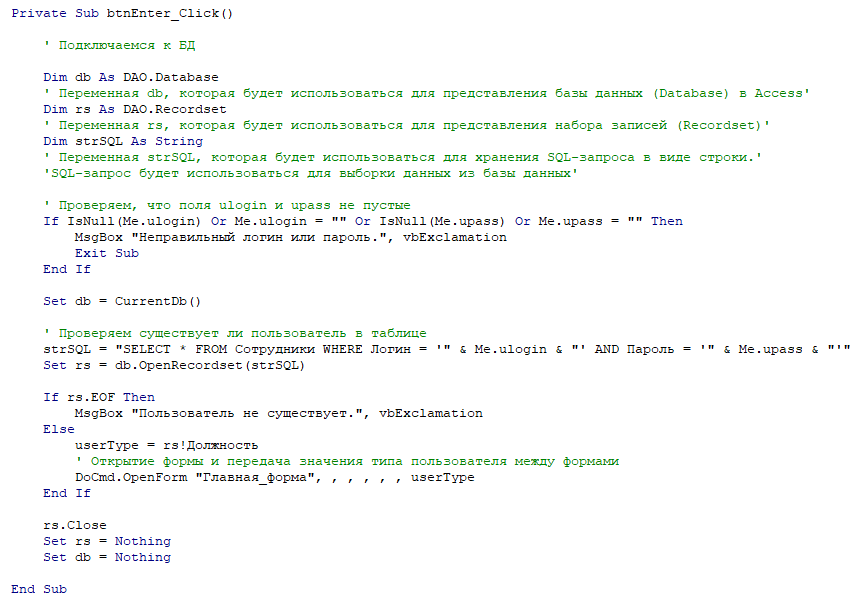 Private Sub btnEnter_Click()
' Подключаемся к БД
Dim db As DAO.Database
' Переменная db, которая будет использоваться для представления базы данных (Database) в Access'
Dim rs As DAO.Recordset
' Переменная rs, которая будет использоваться для представления набора записей (Recordset)'
Dim strSQL As String
' Переменная strSQL, которая будет использоваться для хранения SQL-запроса в виде строки.'
'SQL-запрос будет использоваться для выборки данных из базы данных'
' Проверяем, что поля ulogin и upass не пустые
If IsNull(Me.ulogin) Or Me.ulogin = "" Or IsNull(Me.upass) Or Me.upass = "" Then
MsgBox "Неправильный логин или пароль.", vbExclamation
Exit Sub
End If
Set db = CurrentDb()
' Проверяем существует ли пользователь в таблице
strSQL = "SELECT * FROM Сотрудники WHERE Логин = '" & Me.ulogin & "' AND Пароль = '" & Me.upass & "'"
Set rs = db.OpenRecordset(strSQL)
If rs.EOF Then
MsgBox "Пользователь не существует.", vbExclamation
Else
userType = rs!Должность
' Открытие формы и передача значения типа пользователя между формами
DoCmd.OpenForm "Главная_форма", , , , , , userType
End If
rs.Close
Set rs = Nothing
Set db = Nothing
End Sub